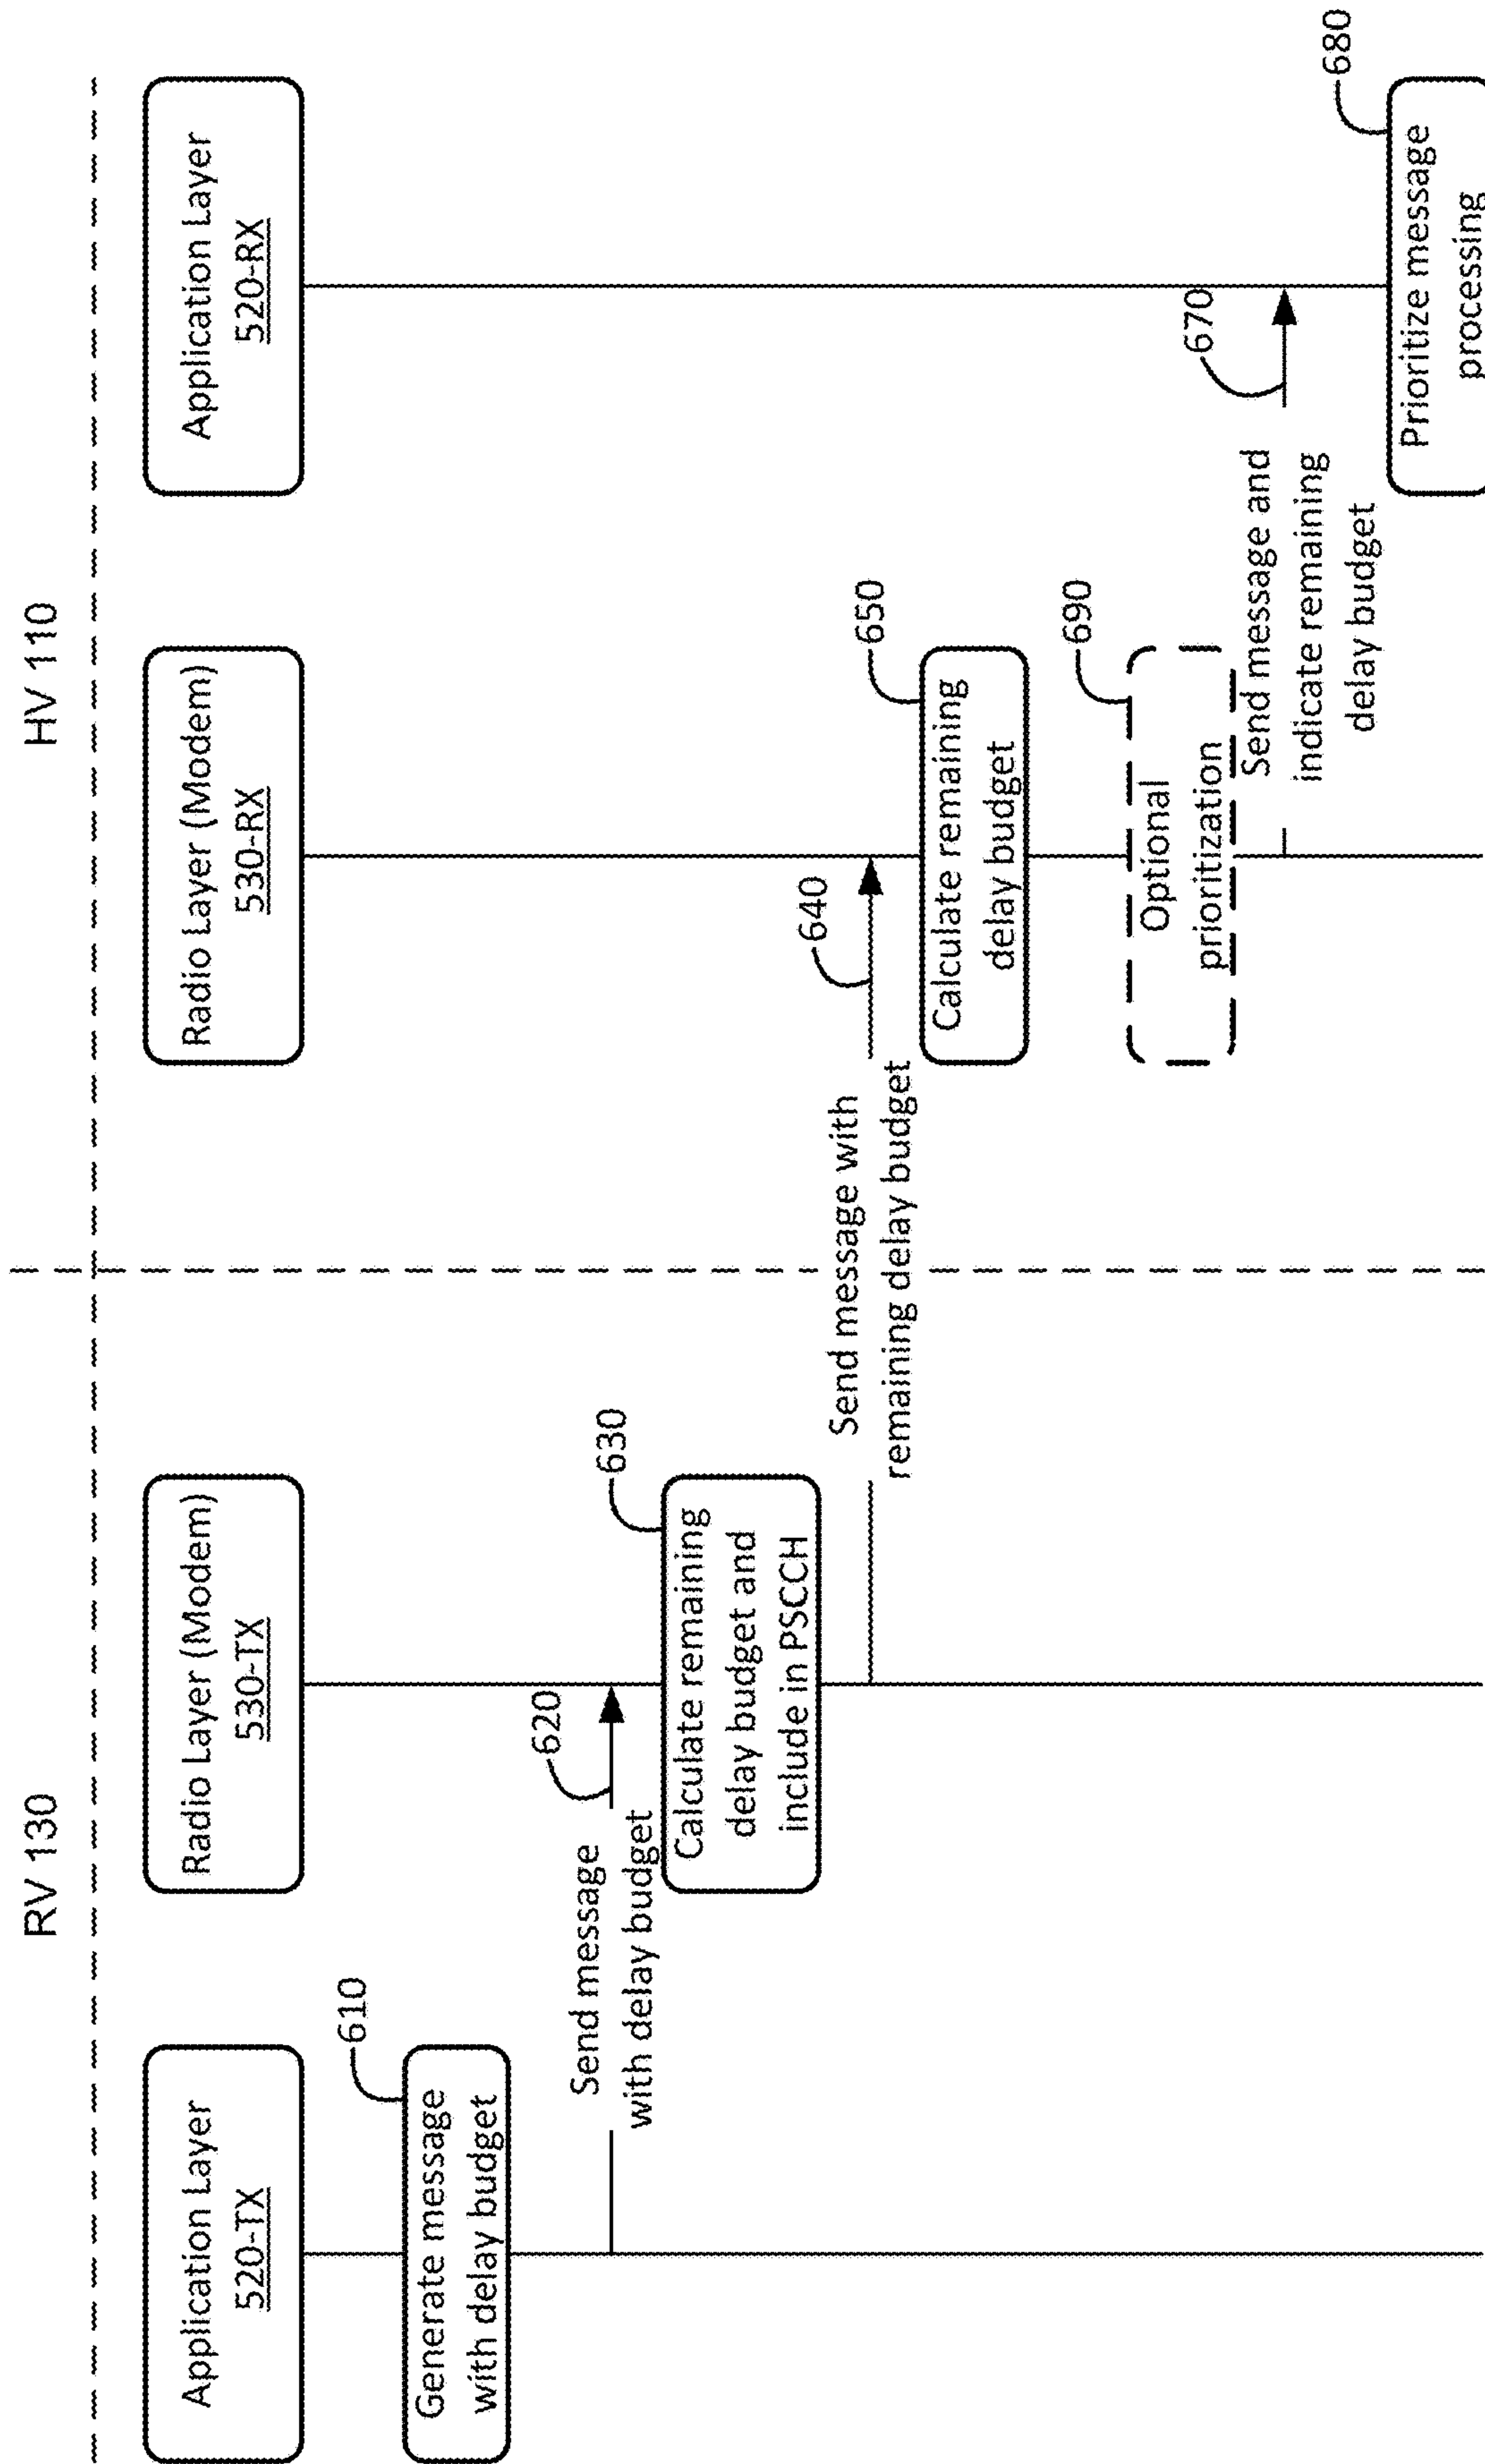 RV 130
HV 110
Application Layer
520-TX
Radio Layer (Modem)
530-TX
Radio Layer (Modem)
530-RX
Application Layer
520-RX
610
Generate message
with delay budget
620
Send message
with delay budget
630
Calculate remaining
delay budget and
include in PSCCH
640
Send message with
remaining delay budget
650
Calculate remaining
delay budget
690
Optional
prioritization
670
Send message and
indicate remaining
delay budget
680
Prioritize message
processing